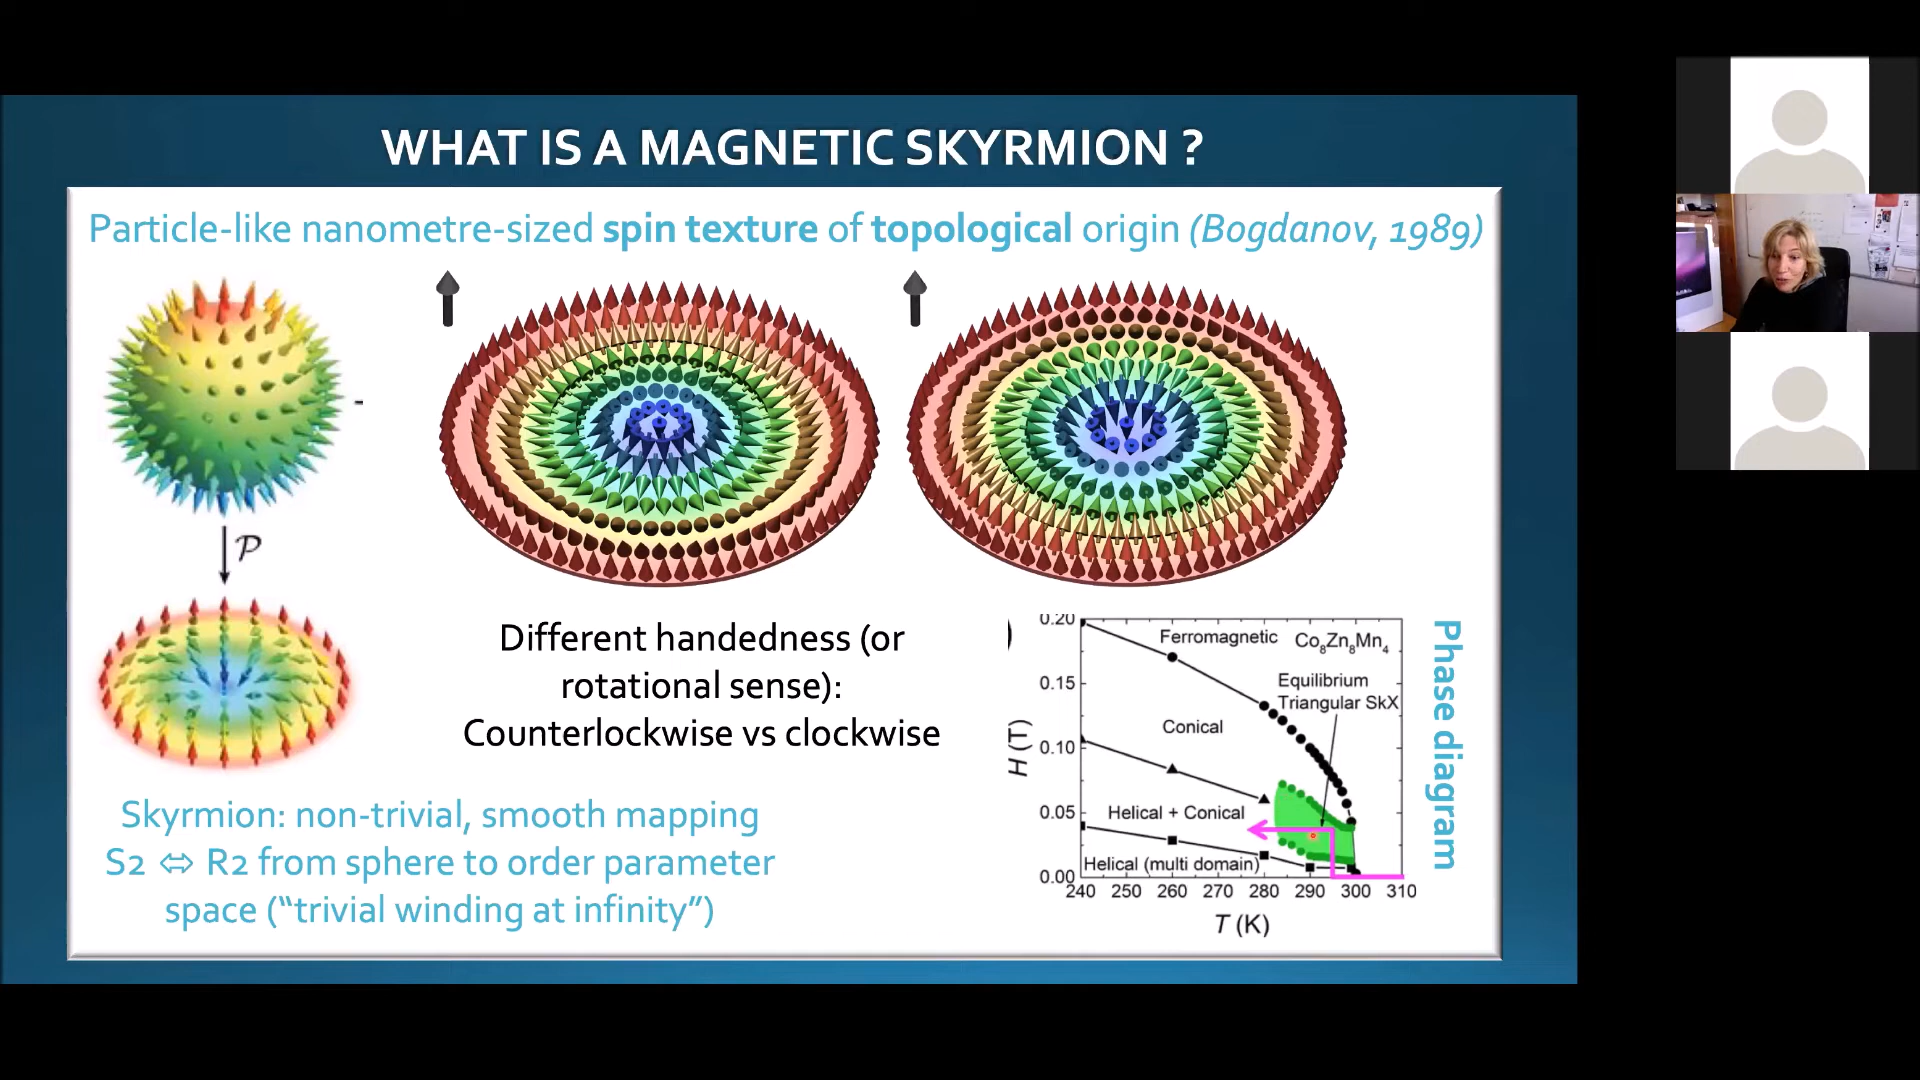 WHAT IS A MAGNETIC SKYRMION ?
Particle-like nanometre-sized spin texture of topological origin (Bogdanov, 1989)
P
Different handedness (or
rotational sense):
Counterlockwise vs clockwise
Skyrmion: non-trivial, smooth mapping
S2 ⇔ R2 from sphere to order parameter
space (“trivial winding at infinity”)
)
0.20
0.15
0.10
0.05
0.00
H (T)
Ferromagnetic
Co8Zn8Mn4
Equilibrium
Triangular SkX
Conical
Helical + Conical
Helical (multi domain)
240 250 260 270 280 290 300 310
T (K)
Phase diagram